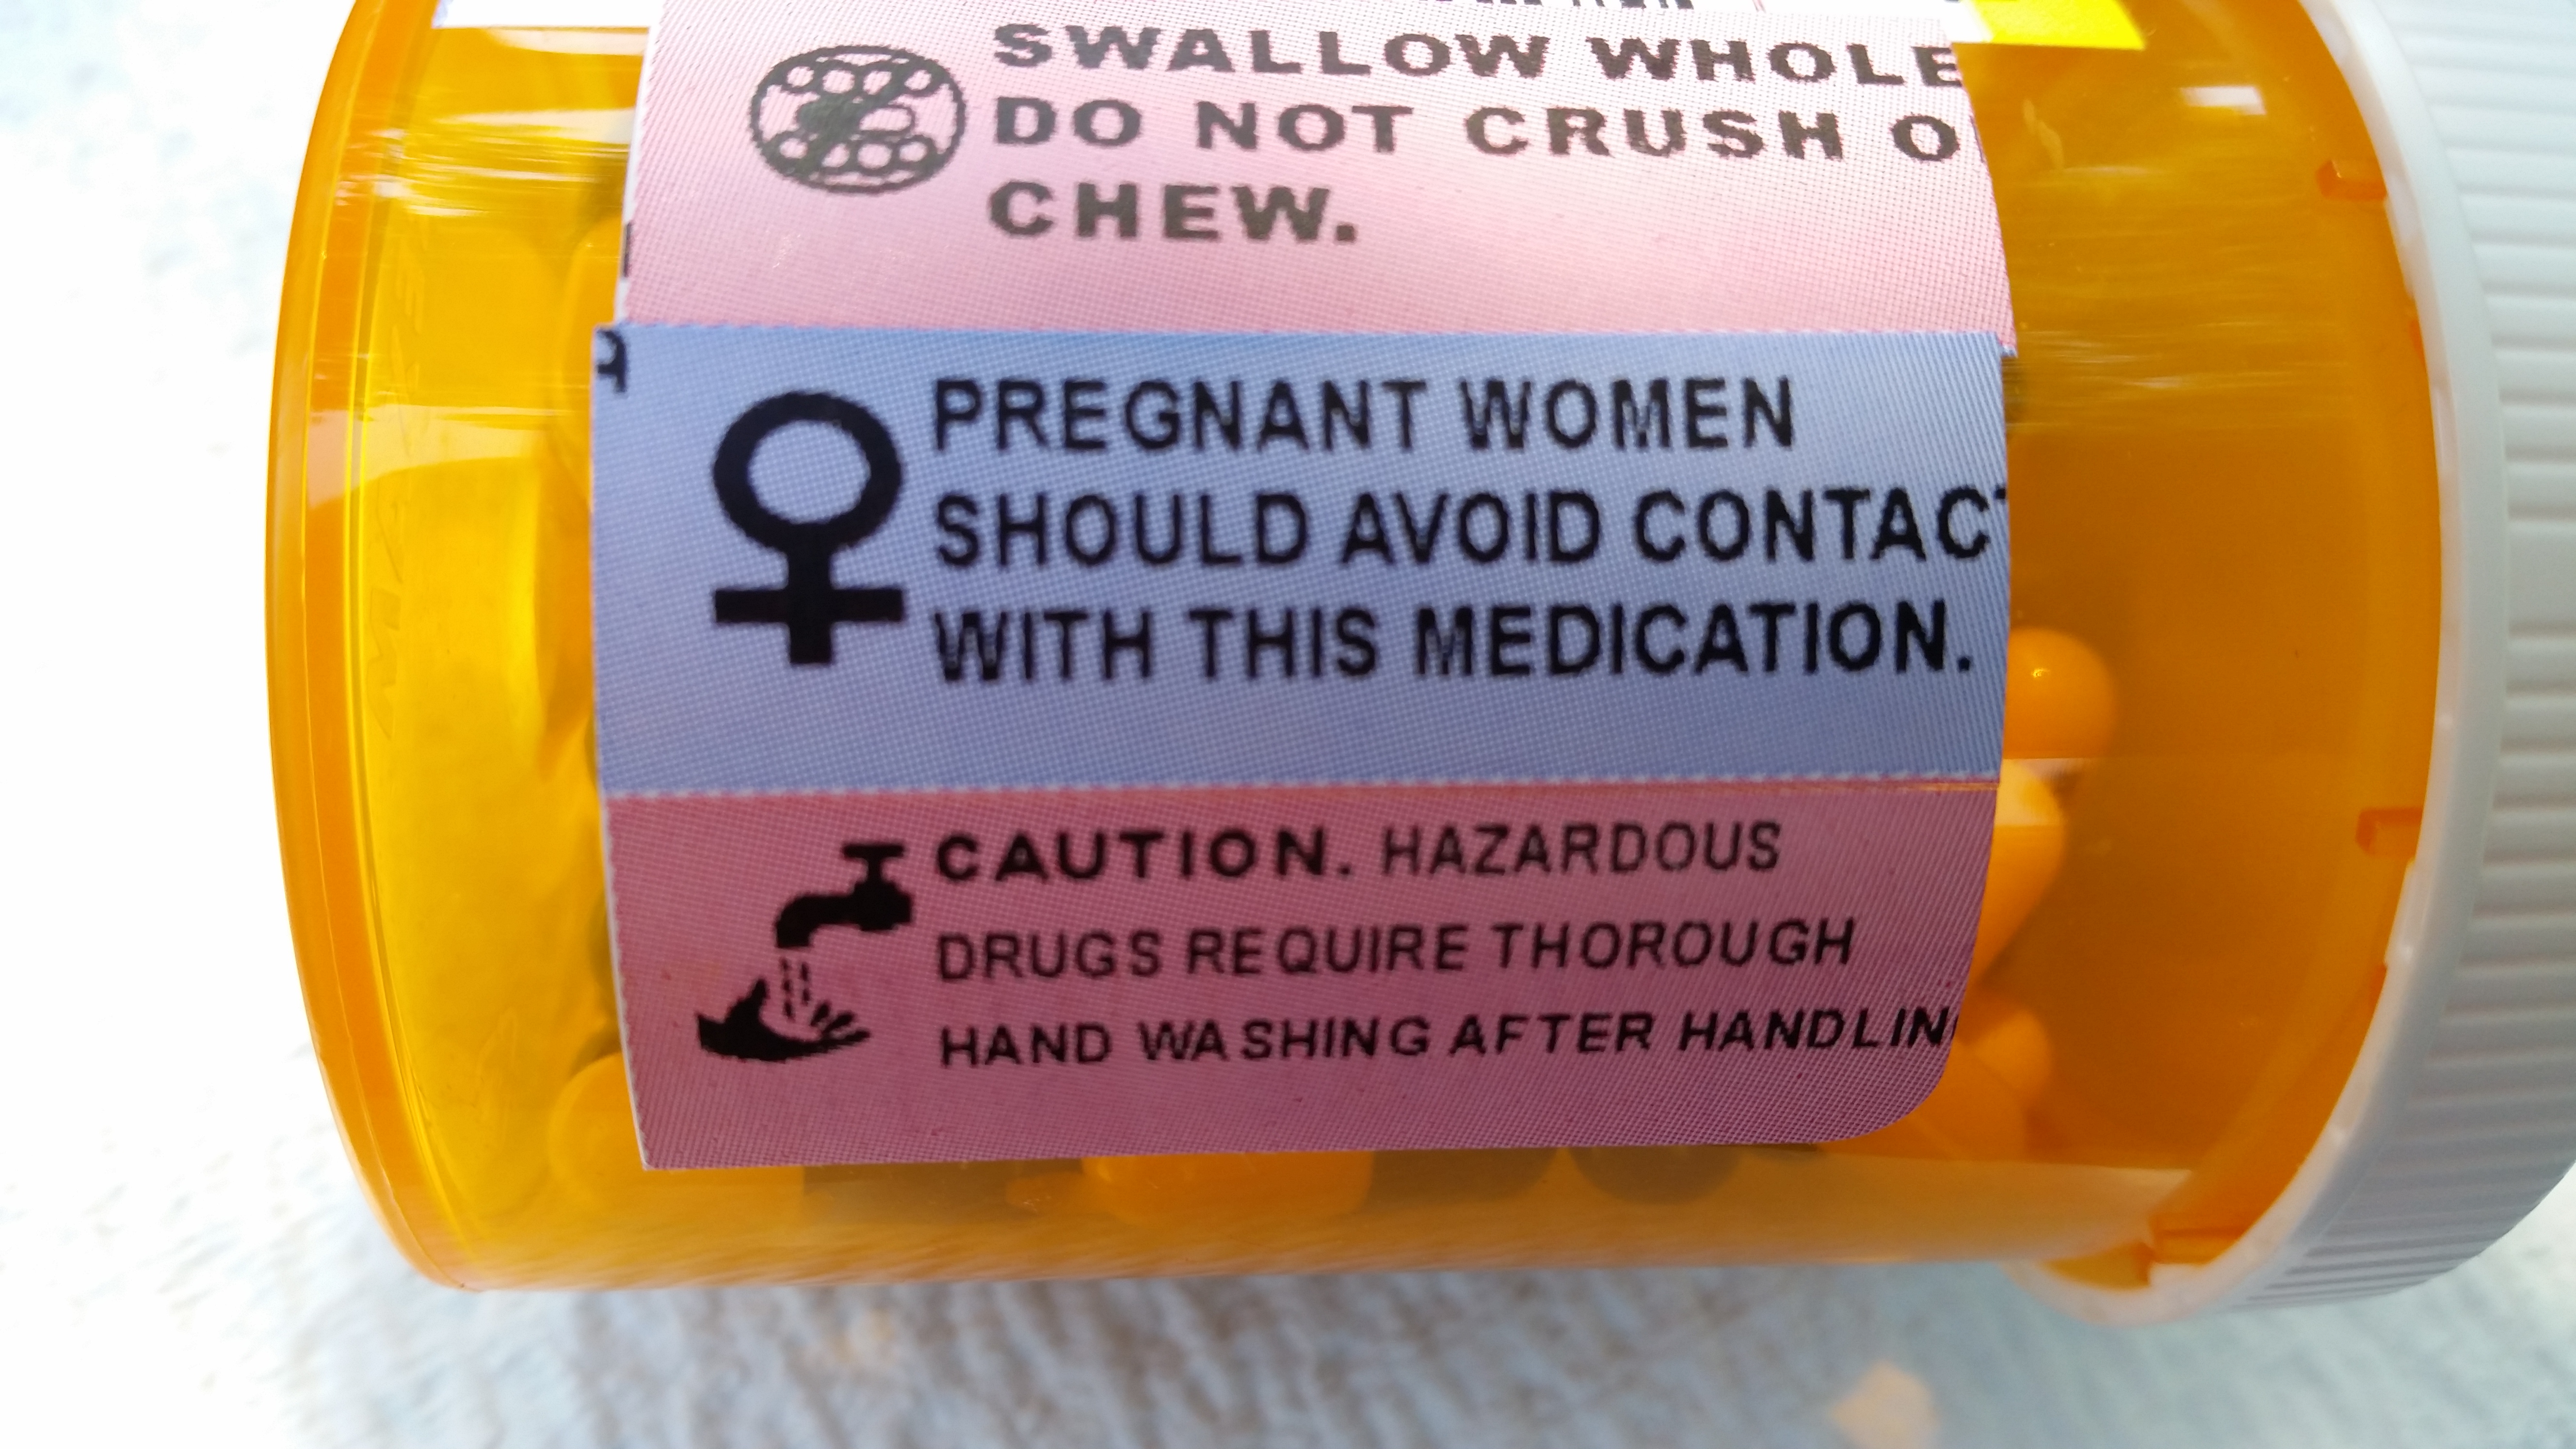 SWALLOW WHOLE
DO NOT CRUSH O
CHEW.
PREGNANT WOMEN
SHOULD AVOID CONTACT
WITH THIS MEDICATION.
CAUTION. HAZARDOUS
DRUGS REQUIRE THOROUGH
HAND WASHING AFTER HANDLIN